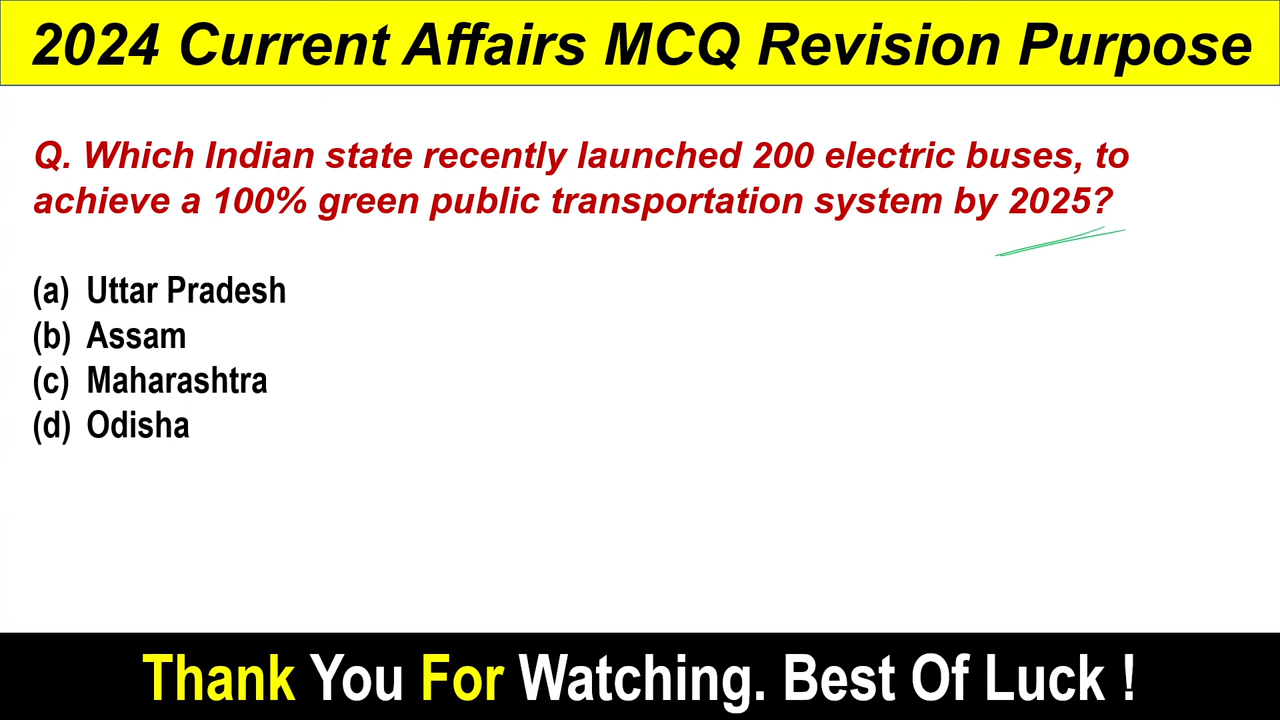 2024 Current Affairs MCQ Revision Purpose
Q. Which Indian state recently launched 200 electric buses, to
achieve a 100% green public transportation system by 2025?
(a) Uttar Pradesh
(b) Assam
(c) Maharashtra
(d) Odisha
Thank You For Watching. Best Of Luck !